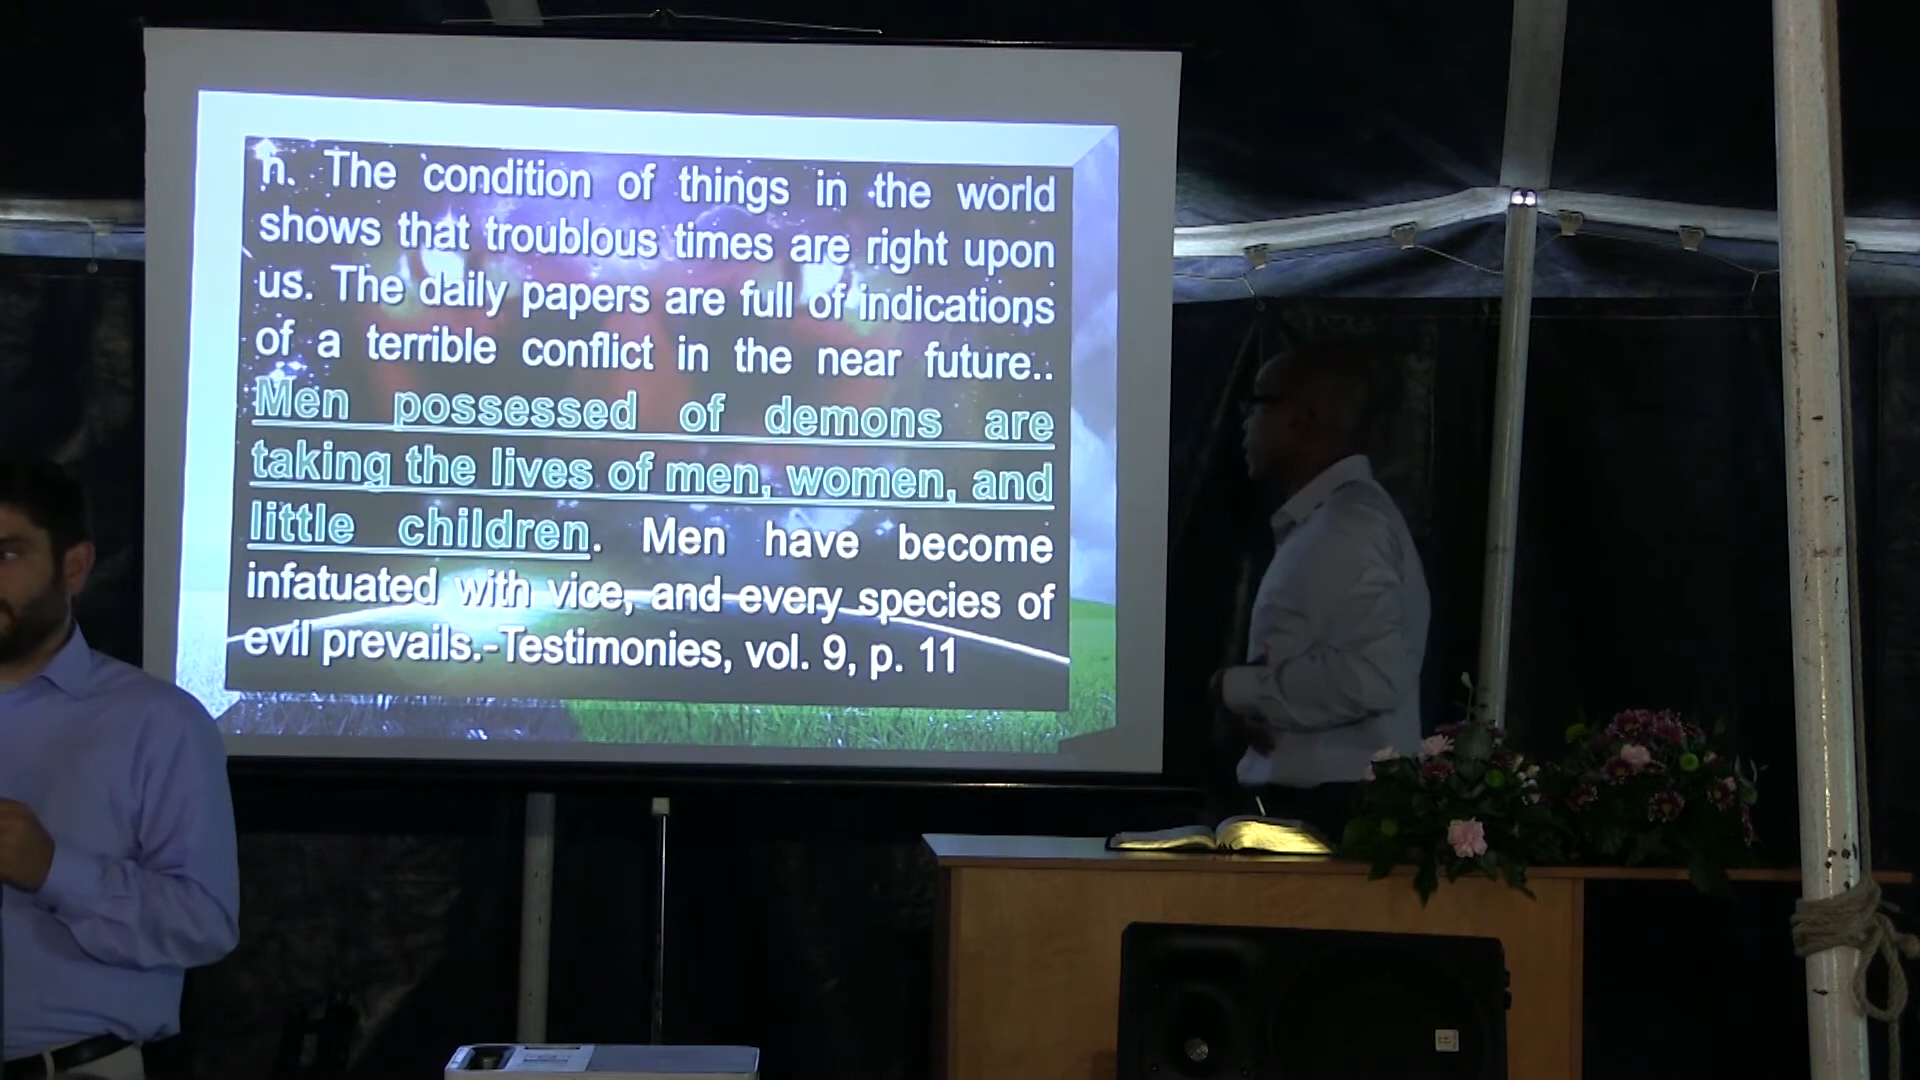 h. The condition of things in the world
shows that troublous times are right upon
us. The daily papers are full of indications
of a terrible conflict in the near future..
Men possessed of demons are
taking the lives of men, women, and
little children. Men have become
infatuated with vice, and every species of
evil prevails.-Testimonies, vol. 9, p. 11